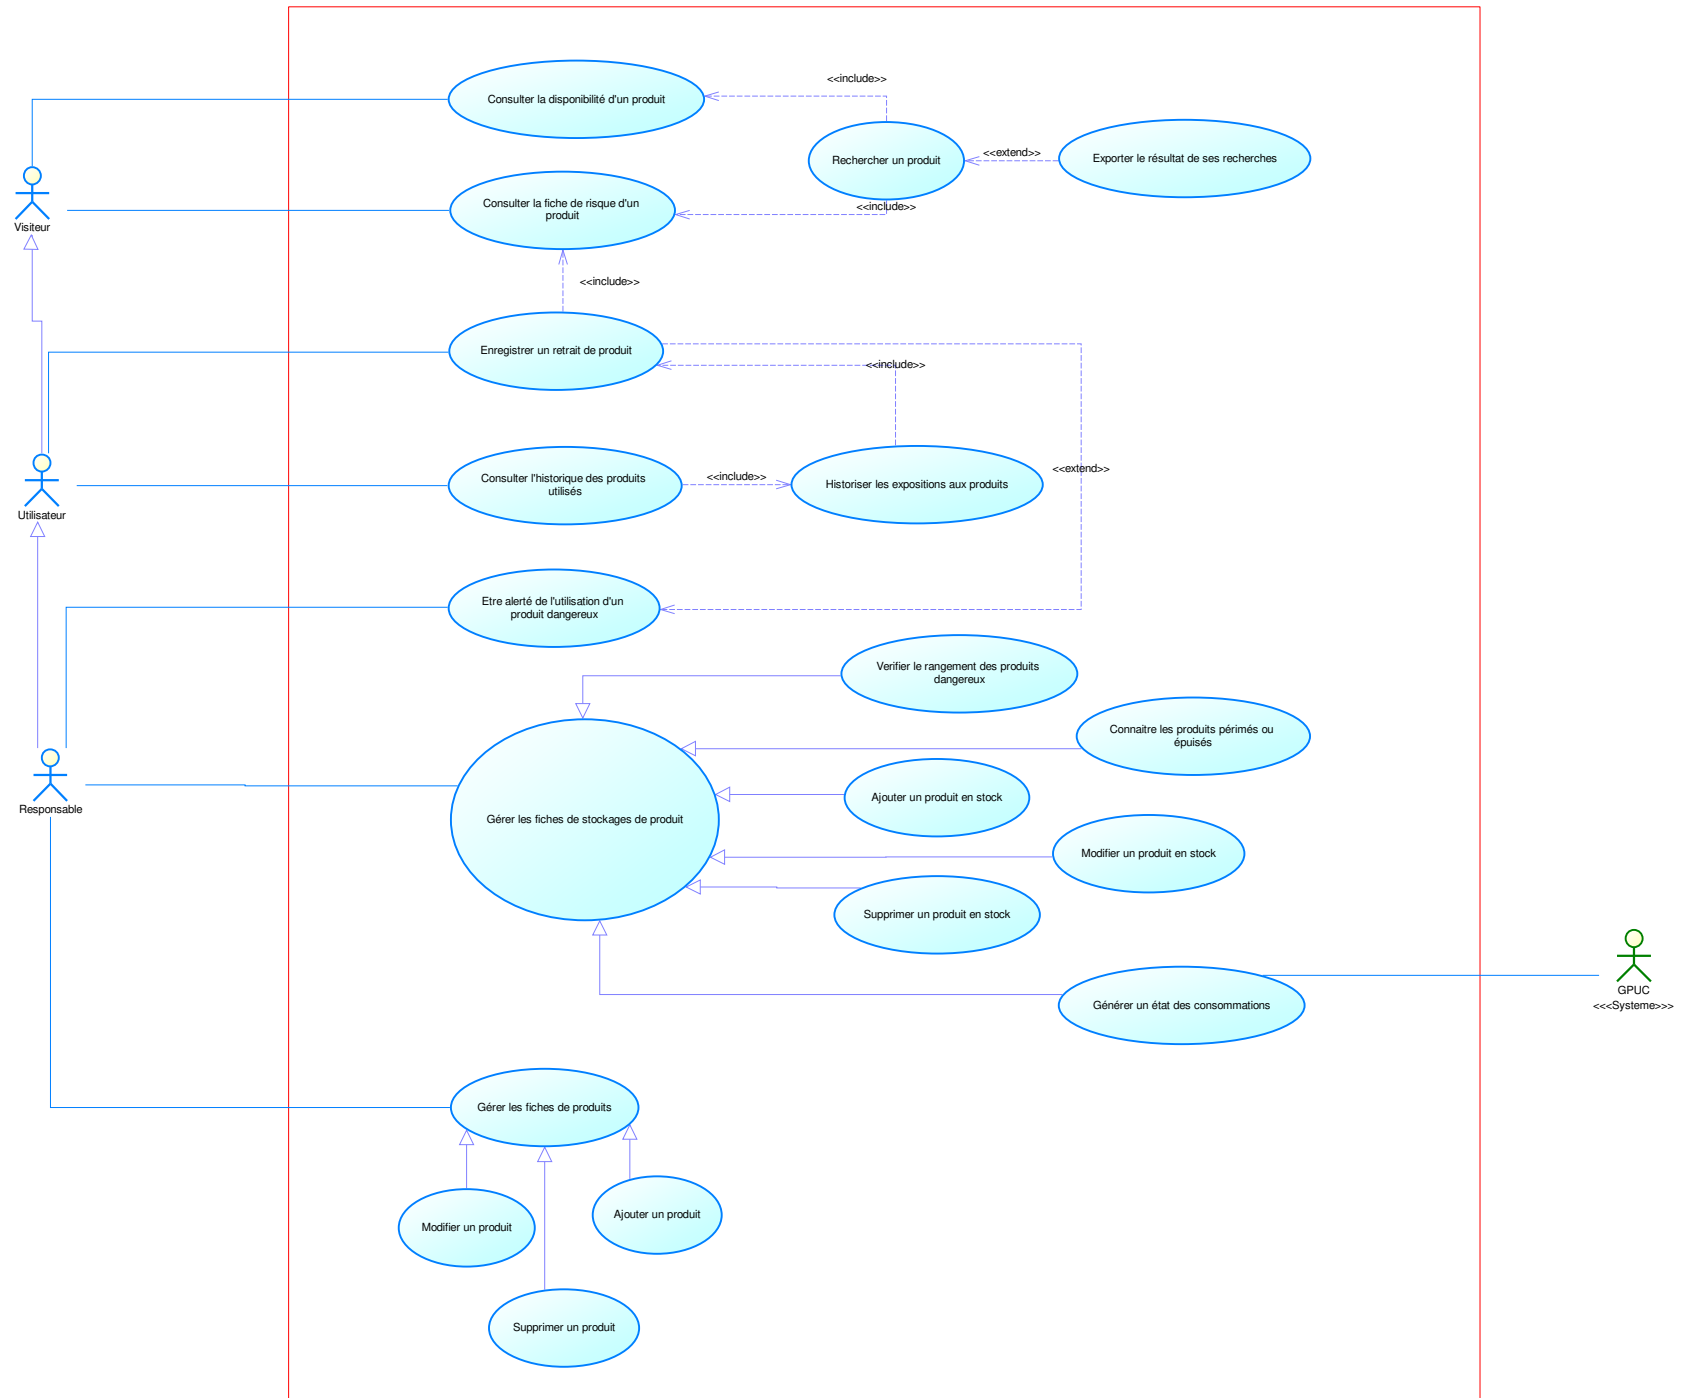 <<include>>
Consulter la disponibilité d'un produit
Rechercher un produit
<<extend>>
Exporter le résultat de ses recherches
Consulter la fiche de risque d'un
produit
<<include>>
Visiteur
<<include>>
Enregistrer un retrait de produit
<<include>>
<<extend>>
Consulter l'historique des produits
utilisés
<<include>>
Historiser les expositions aux produits
Utilisateur
Etre alerté de l'utilisation d'un
produit dangereux
Verifier le rangement des produits
dangereux
Connaitre les produits périmés ou
épuisés
Ajouter un produit en stock
Responsable
Gérer les fiches de stockages de produit
Modifier un produit en stock
Supprimer un produit en stock
GPUC
<<<Systeme>>>
Générer un état des consommations
Gérer les fiches de produits
Modifier un produit
Ajouter un produit
Supprimer un produit